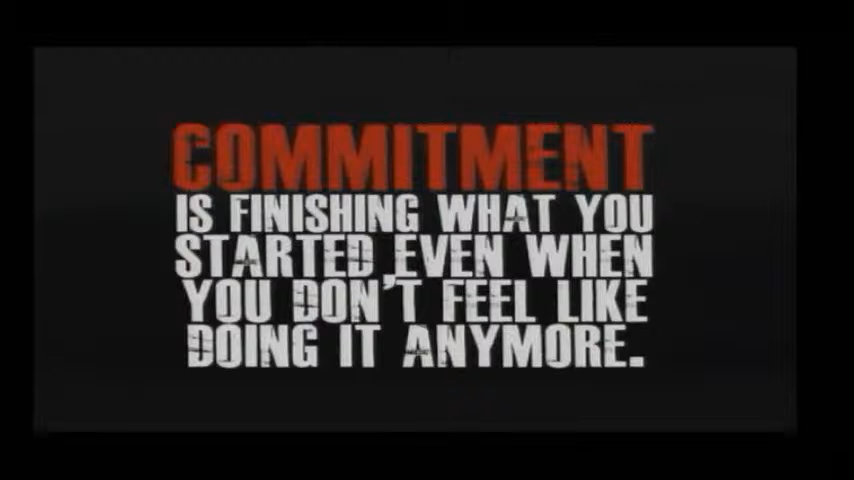 COMMITMENT
IS FINISHING WHAT YOU
STARTED,EVEN WHEN
YOU DON'T FEEL LIKE
DOING IT ANYMORE.